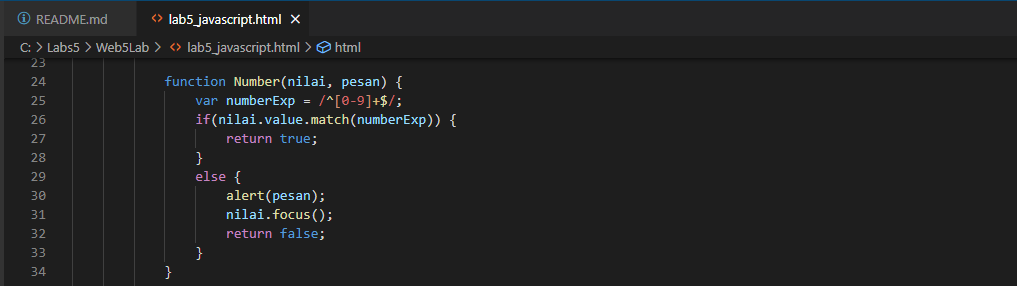 README.md lab5_javascript.html ×
C: > Labs5 > Web5Lab > <> lab5_javascript.html > html
23
24 function Number(nilai, pesan) {
25 var numberExp = /^[0-9]+$/;
26 if(nilai.value.match(numberExp)) {
27 return true;
28 }
29 else {
30 alert(pesan);
31 nilai.focus();
32 return false;
33 }
34 }